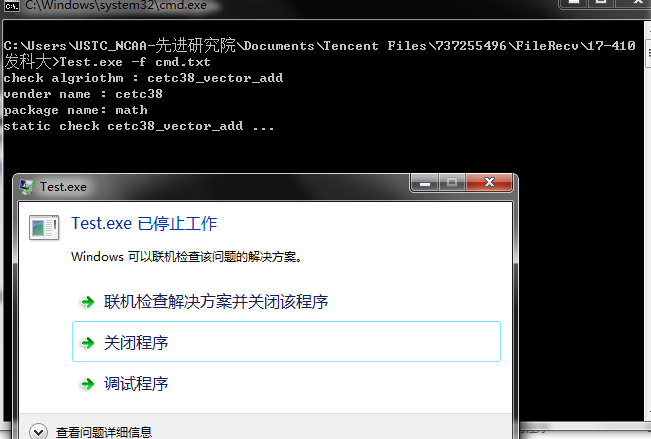 C:\Windows\system32\cmd.exe
C:\Users\USTC_NCAA-先进研究院\Documents\Tencent Files\737255496\FileRecv\17-410
发科大>Test.exe -f cmd.txt
check algriothm : cetc38_vector_add
vender name : cetc38
package name: math
static check cetc38_vector_add ...
Test.exe
Test.exe 已停止工作
Windows 可以联机检查该问题的解决方案。
联机检查解决方案并关闭该程序
关闭程序
调试程序
查看问题详细信息